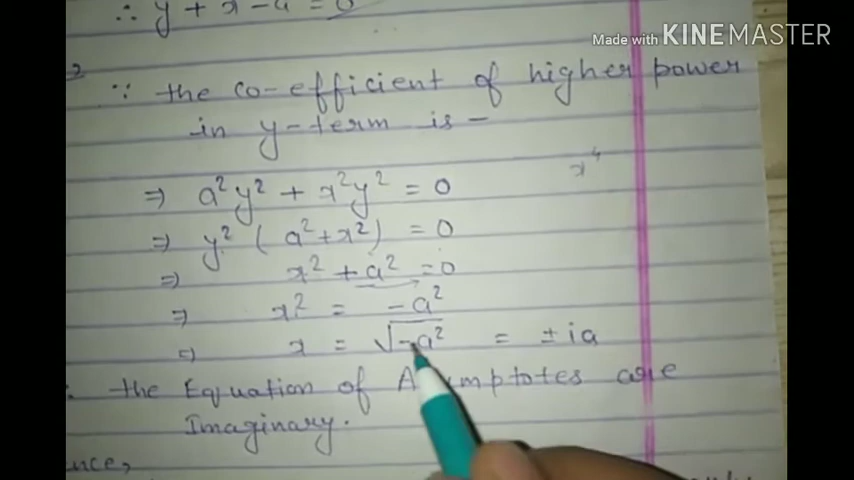 ∴ y + x - a = 0
Made with KINEMASTER
∵ the co-efficient of higher power
in y-term is -
x⁴
⇒ a²y² + x²y² = 0
⇒ y² (a²+x²) = 0
⇒ x² + a² = 0
⇒ x² = -a²
⇒ x = √-a² = ± ia
the Equation of Asymptotes are
Imaginary.